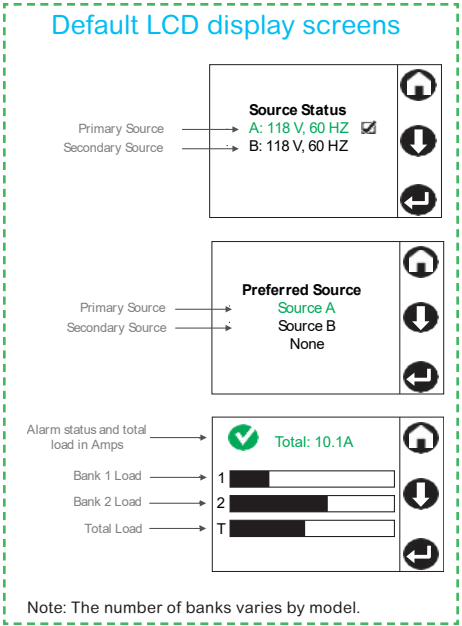 Default LCD display screens
Source Status
Primary Source
A: 118 V, 60 HZ
Secondary Source
B: 118 V, 60 HZ
Preferred Source
Primary Source
Source A
Secondary Source
Source B
None
Alarm status and total
load in Amps
Total: 10.1A
Bank 1 Load
1
Bank 2 Load
2
Total Load
T
Note: The number of banks varies by model.